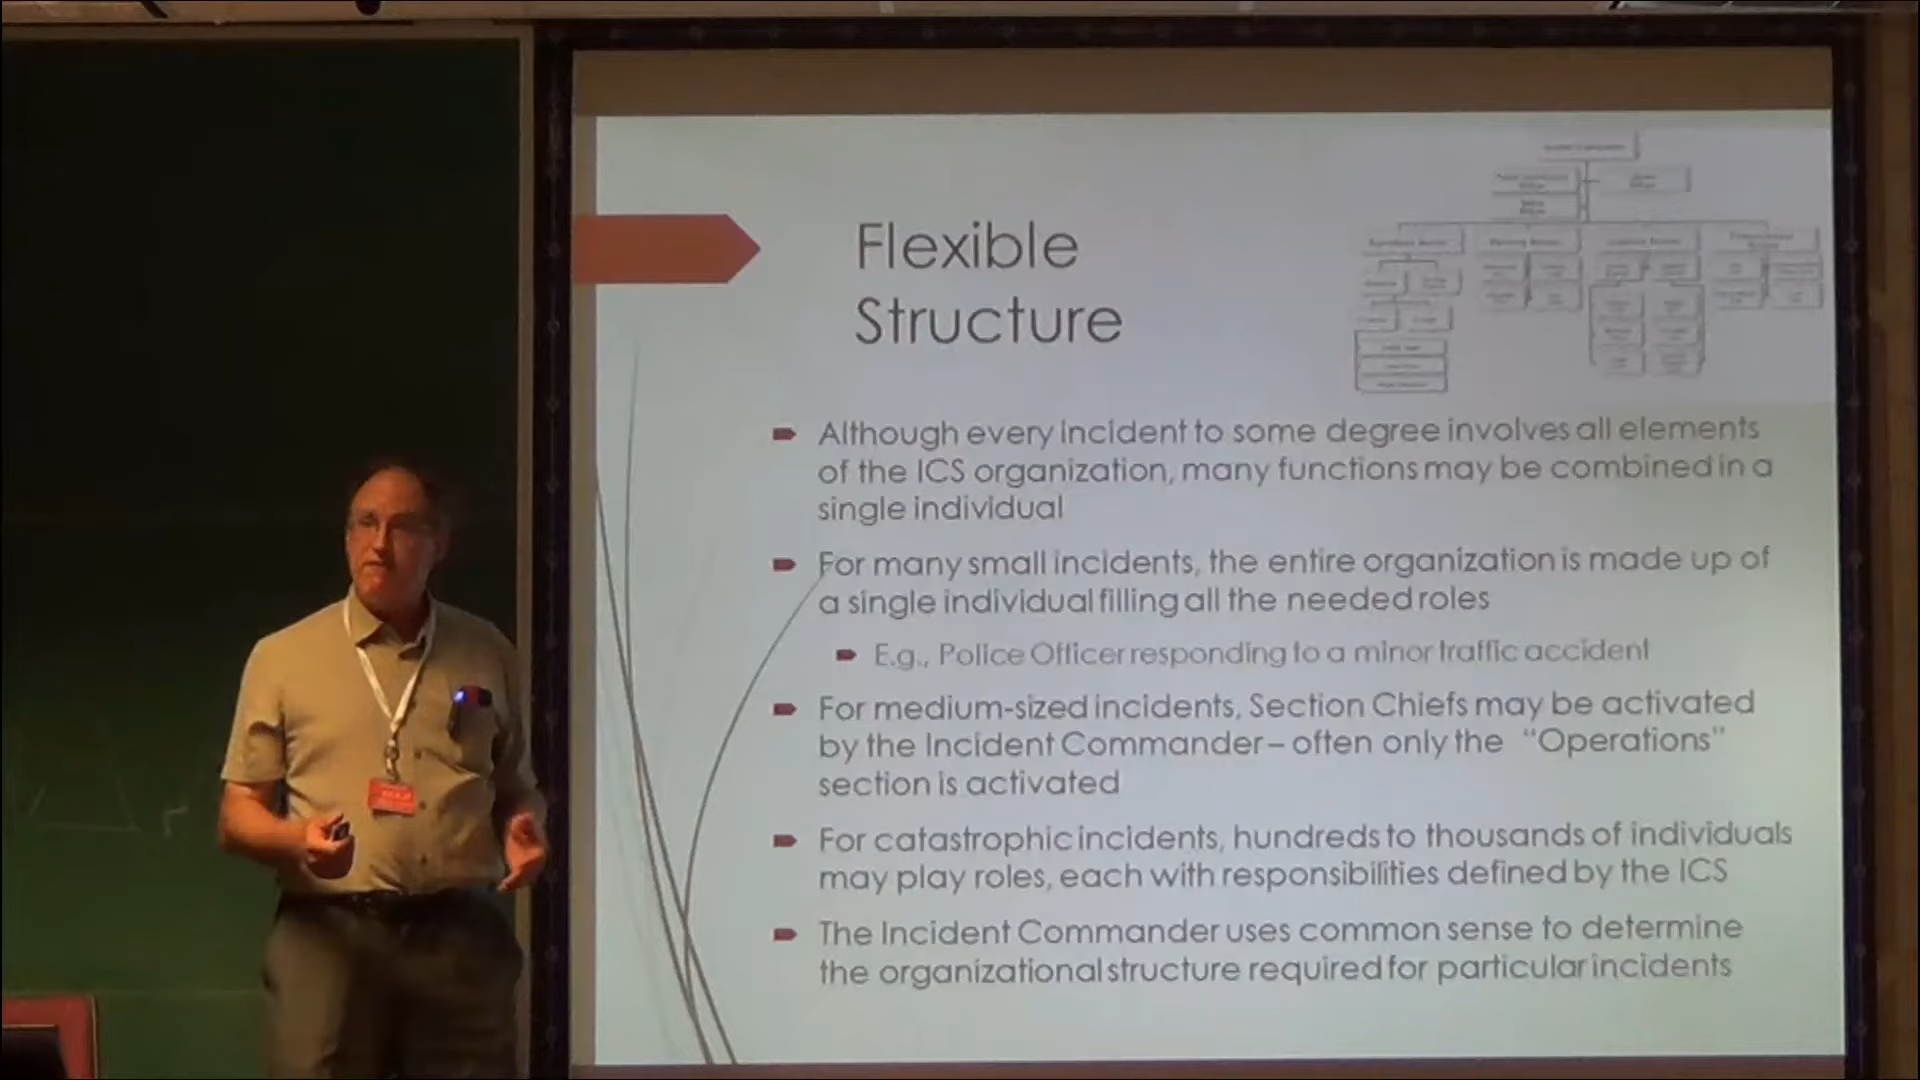 Flexible
Structure
Although every incident to some degree involves all elements
of the ICS organization, many functions may be combined in a
single individual
For many small incidents, the entire organization is made up of
a single individual filling all the needed roles
E.g., Police Officer responding to a minor traffic accident
For medium-sized incidents, Section Chiefs may be activated
by the Incident Commander – often only the "Operations"
section is activated
For catastrophic incidents, hundreds to thousands of individuals
may play roles, each with responsibilities defined by the ICS
The Incident Commander uses common sense to determine
the organizational structure required for particular incidents